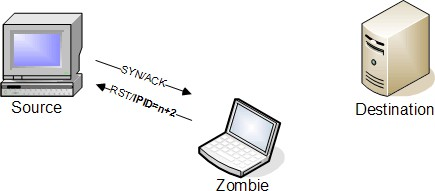 SYN/ACK
RST/IPID=n+2
Source
Destination
Zombie